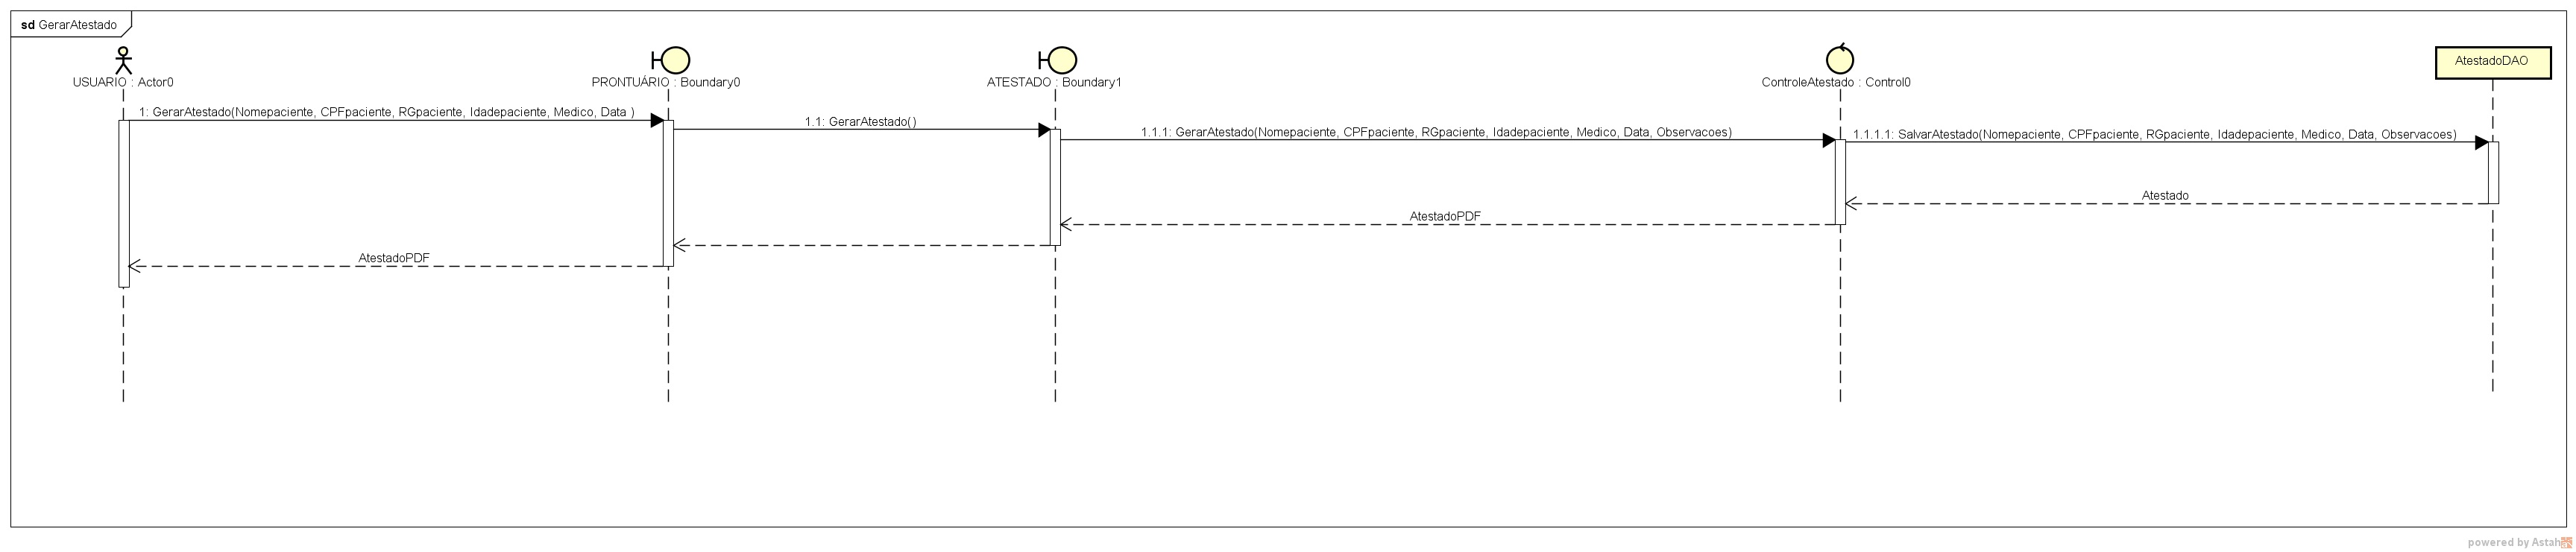 sd GerarAtestado
USUARIO : Actor0
PRONTUÁRIO : Boundary0
ATESTADO : Boundary1
ControleAtestado : Control0
AtestadoDAO
1: GerarAtestado(Nomepaciente, CPFpaciente, RGpaciente, Idadepaciente, Medico, Data )
1.1: GerarAtestado()
1.1.1: GerarAtestado(Nomepaciente, CPFpaciente, RGpaciente, Idadepaciente, Medico, Data, Observacoes)
1.1.1.1: SalvarAtestado(Nomepaciente, CPFpaciente, RGpaciente, Idadepaciente, Medico, Data, Observacoes)
Atestado
AtestadoPDF
AtestadoPDF
powered by Astah